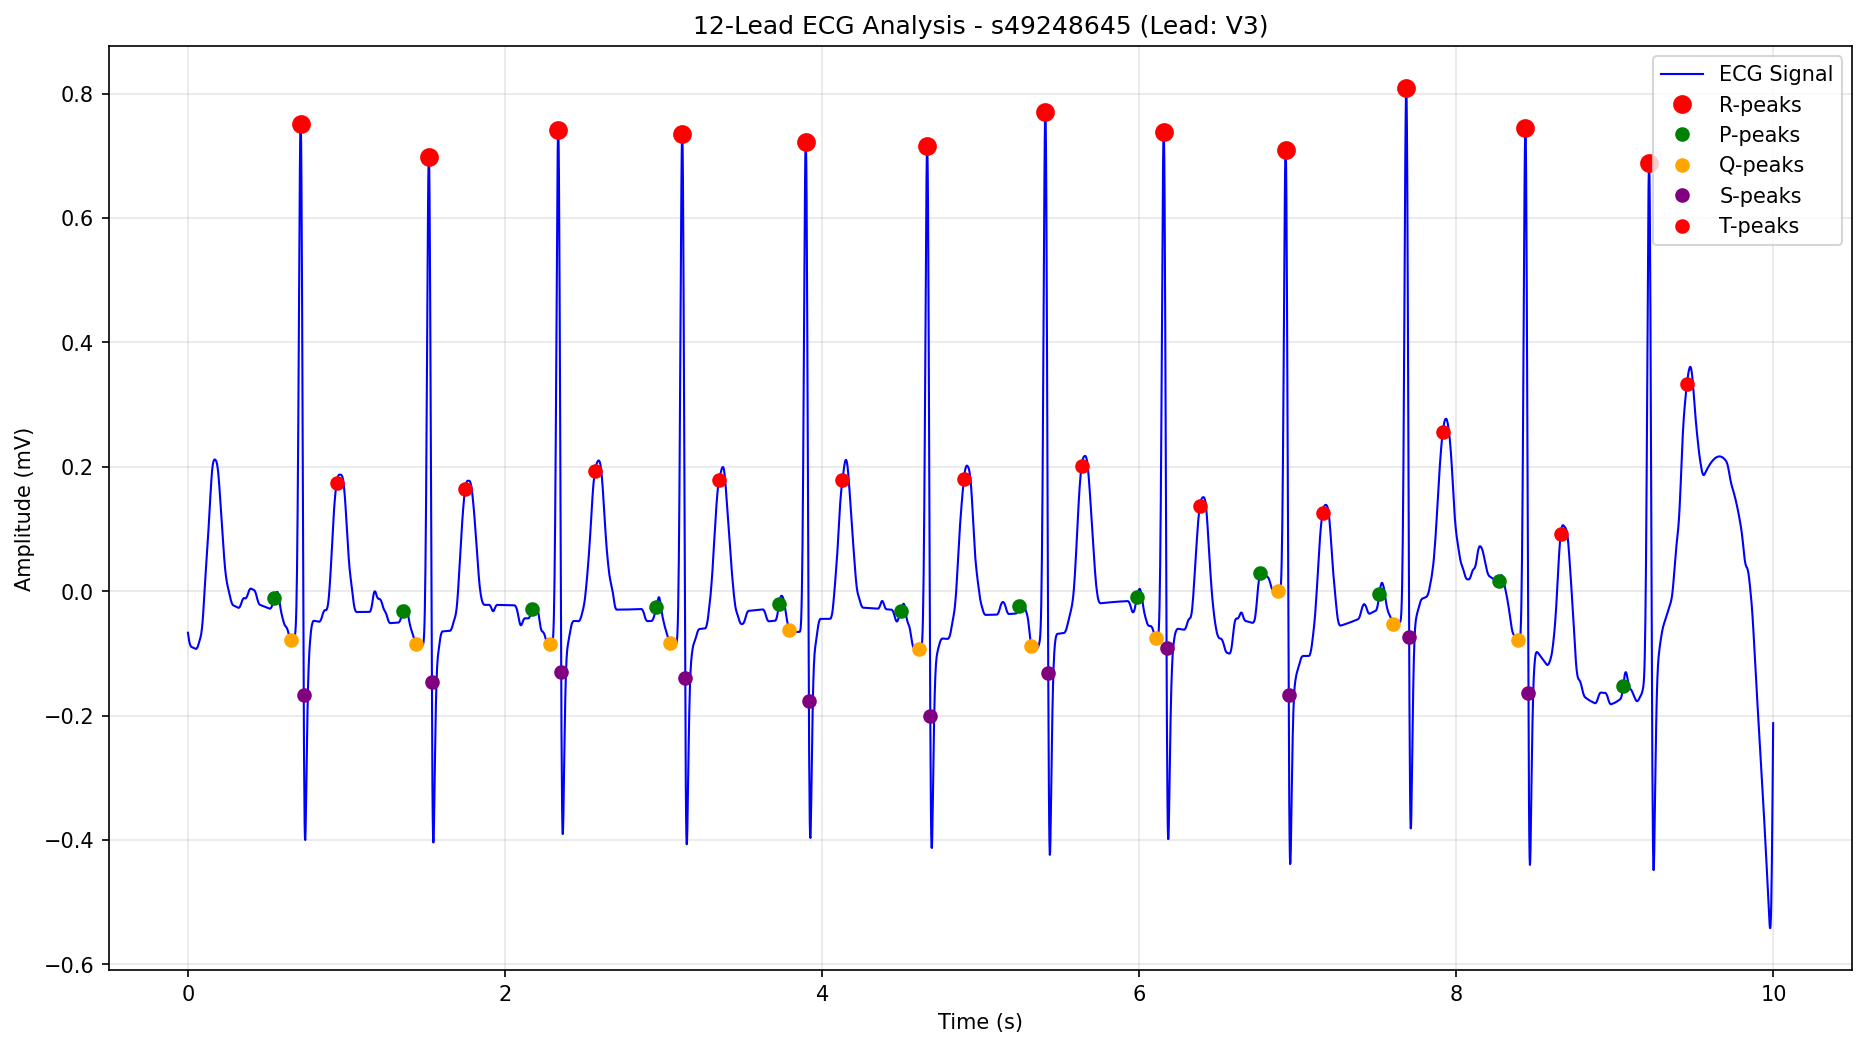 12-Lead ECG Analysis - s49248645 (Lead: V3)
ECG Signal
R-peaks
P-peaks
Q-peaks
S-peaks
T-peaks
Amplitude (mV)
0.8
0.6
0.4
0.2
0.0
−0.2
−0.4
−0.6
0 2 4 6 8 10
Time (s)